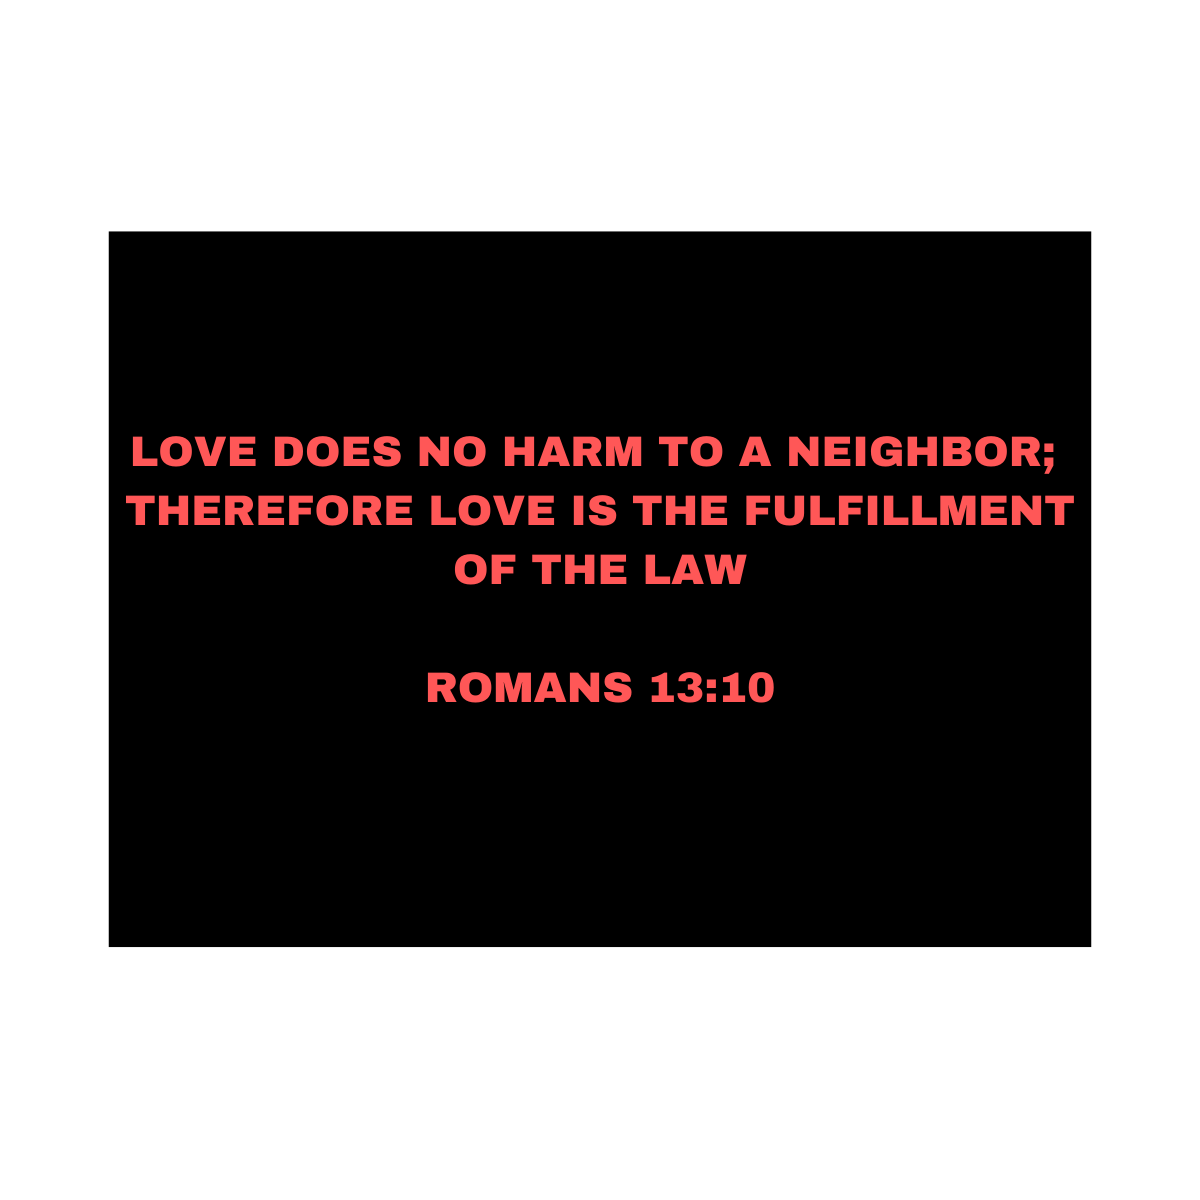 LOVE DOES NO HARM TO A NEIGHBOR;
THEREFORE LOVE IS THE FULFILLMENT
OF THE LAW
ROMANS 13:10